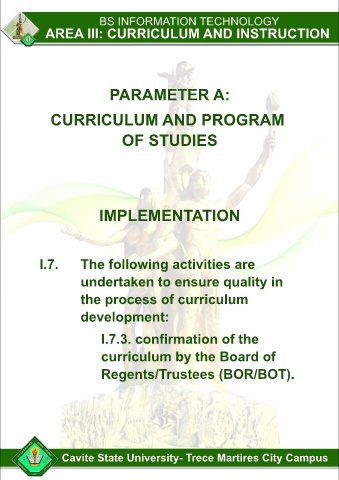 BS INFORMATION TECHNOLOGY
AREA III: CURRICULUM AND INSTRUCTION
PARAMETER A:
CURRICULUM AND PROGRAM
OF STUDIES
IMPLEMENTATION
I.7. The following activities are
undertaken to ensure quality in
the process of curriculum
development:
I.7.3. confirmation of the
curriculum by the Board of
Regents/Trustees (BOR/BOT).
Cavite State University- Trece Martires City Campus